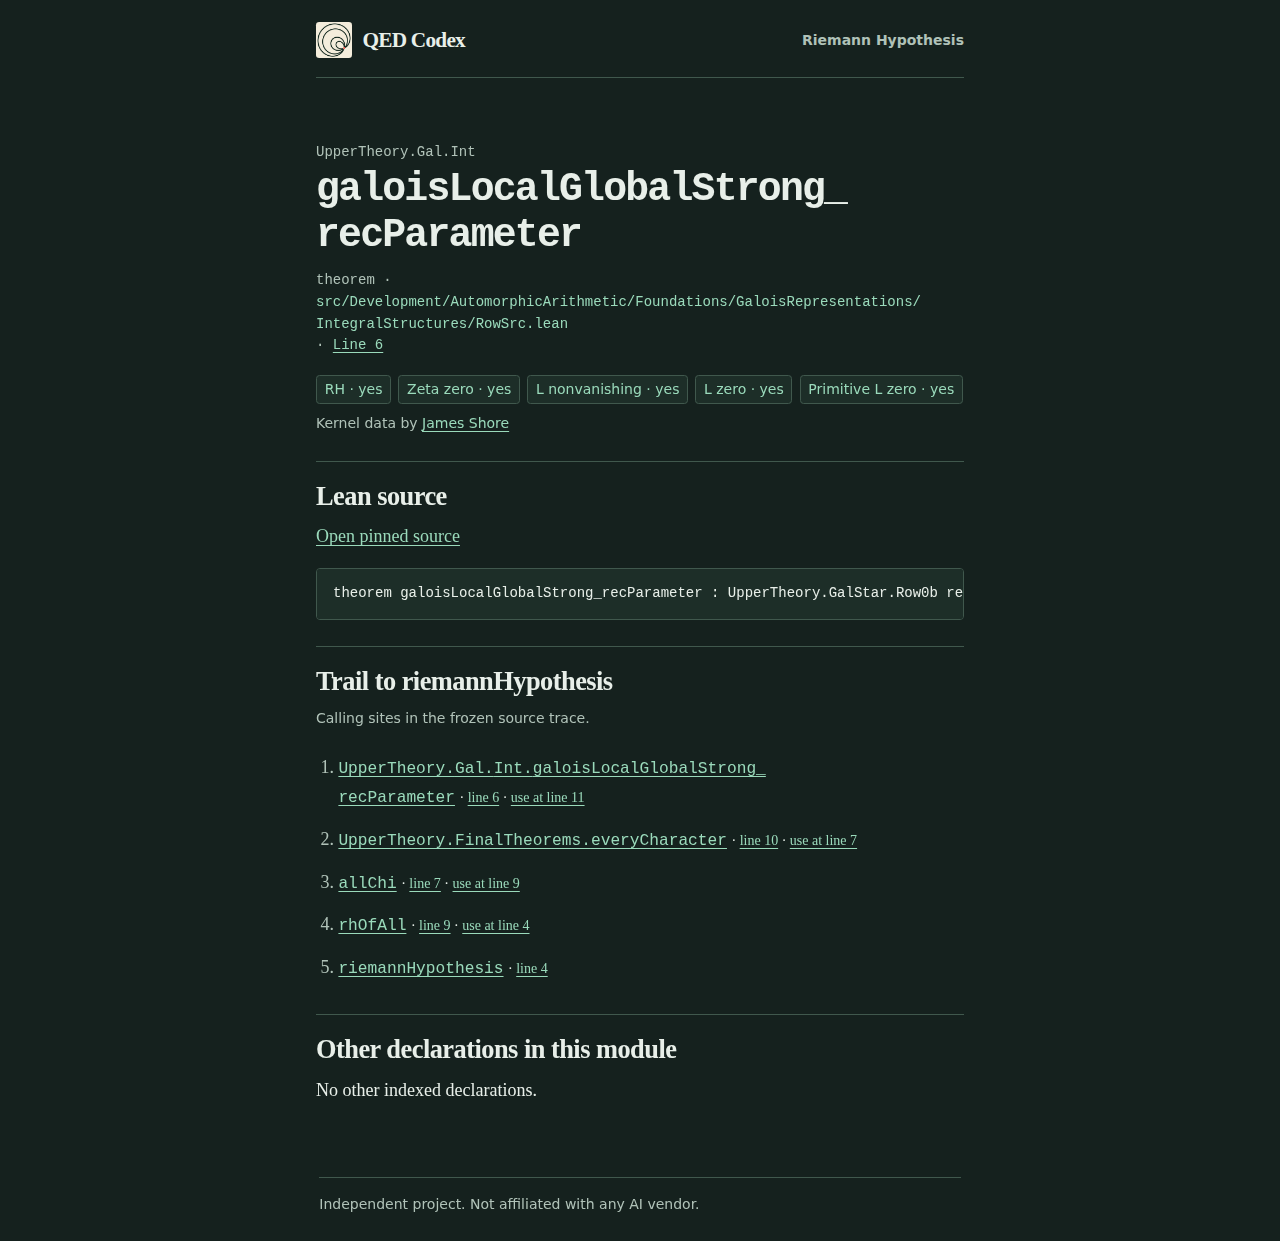 QED Codex
Riemann Hypothesis
UpperTheory.Gal.Int
galoisLocalGlobalStrong_
recParameter
theorem ·
src/Development/AutomorphicArithmetic/Foundations/GaloisRepresentations/
IntegralStructures/RowSrc.lean
· Line 6
RH · yes Zeta zero · yes L nonvanishing · yes L zero · yes Primitive L zero · yes
Kernel data by James Shore
Lean source
Open pinned source
theorem galoisLocalGlobalStrong_recParameter : UpperTheory.GalStar.Row0b re
Trail to riemannHypothesis
Calling sites in the frozen source trace.
1. UpperTheory.Gal.Int.galoisLocalGlobalStrong_
recParameter · line 6 · use at line 11
2. UpperTheory.FinalTheorems.everyCharacter · line 10 · use at line 7
3. allChi · line 7 · use at line 9
4. rhOfAll · line 9 · use at line 4
5. riemannHypothesis · line 4
Other declarations in this module
No other indexed declarations.
Independent project. Not affiliated with any AI vendor.